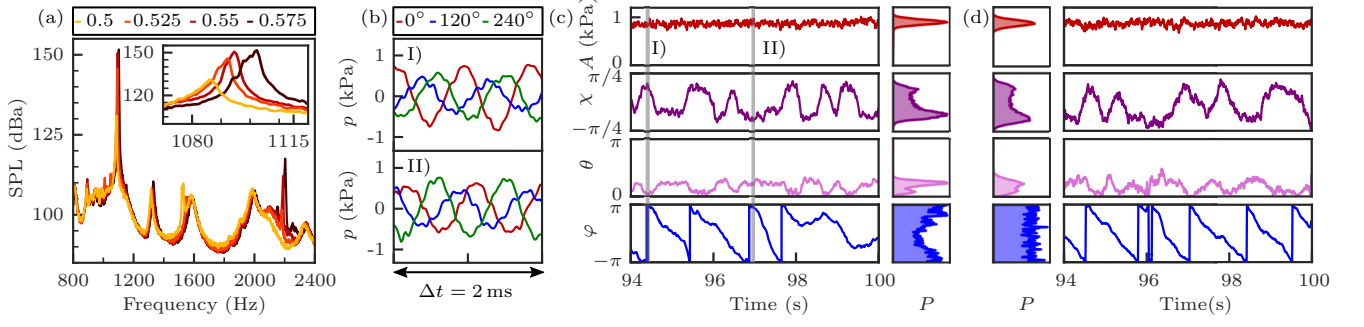 (a) 0.5 0.525 0.55 0.575
SPL (dBa)
150
125
100
150
120
1080 1115
800 1200 1600 2000 2400
Frequency (Hz)
(b) 0° 120° 240°
I)
p (kPa)
1
0
-1
II)
p (kPa)
1
0
-1
Δt = 2 ms
(c)
A (kPa)
1
0
I) II)
χ
π/4
−π/4
θ
π
0
φ
π
−π
94 96 98 100
Time (s)
P
(d)
P
94 96 98 100
Time(s)